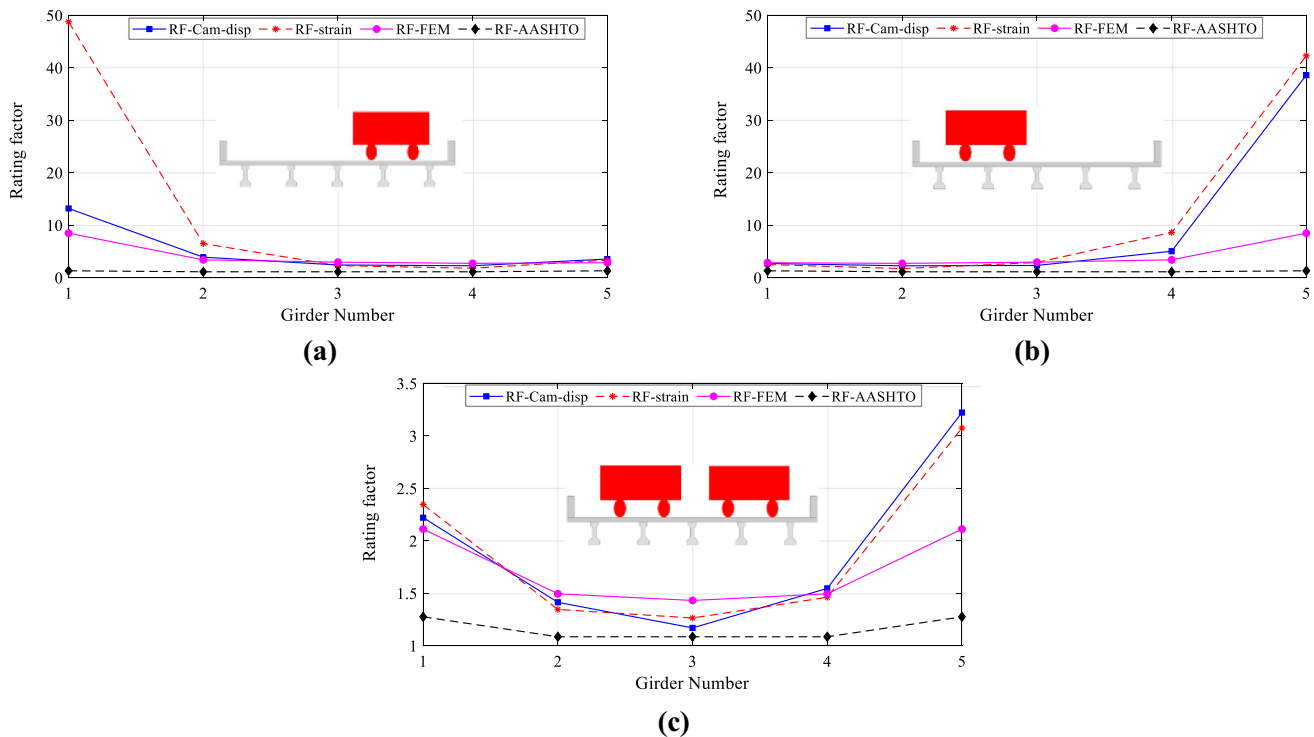 RF-Cam-disp RF-strain RF-FEM RF-AASHTO
50
40
30
20
10
0
Rating factor
1 2 3 4 5
Girder Number
(a)
RF-Cam-disp RF-strain RF-FEM RF-AASHTO
50
40
30
20
10
0
Rating factor
1 2 3 4 5
Girder Number
(b)
RF-Cam-disp RF-strain RF-FEM RF-AASHTO
3.5
3
2.5
2
1.5
1
Rating factor
1 2 3 4 5
Girder Number
(c)